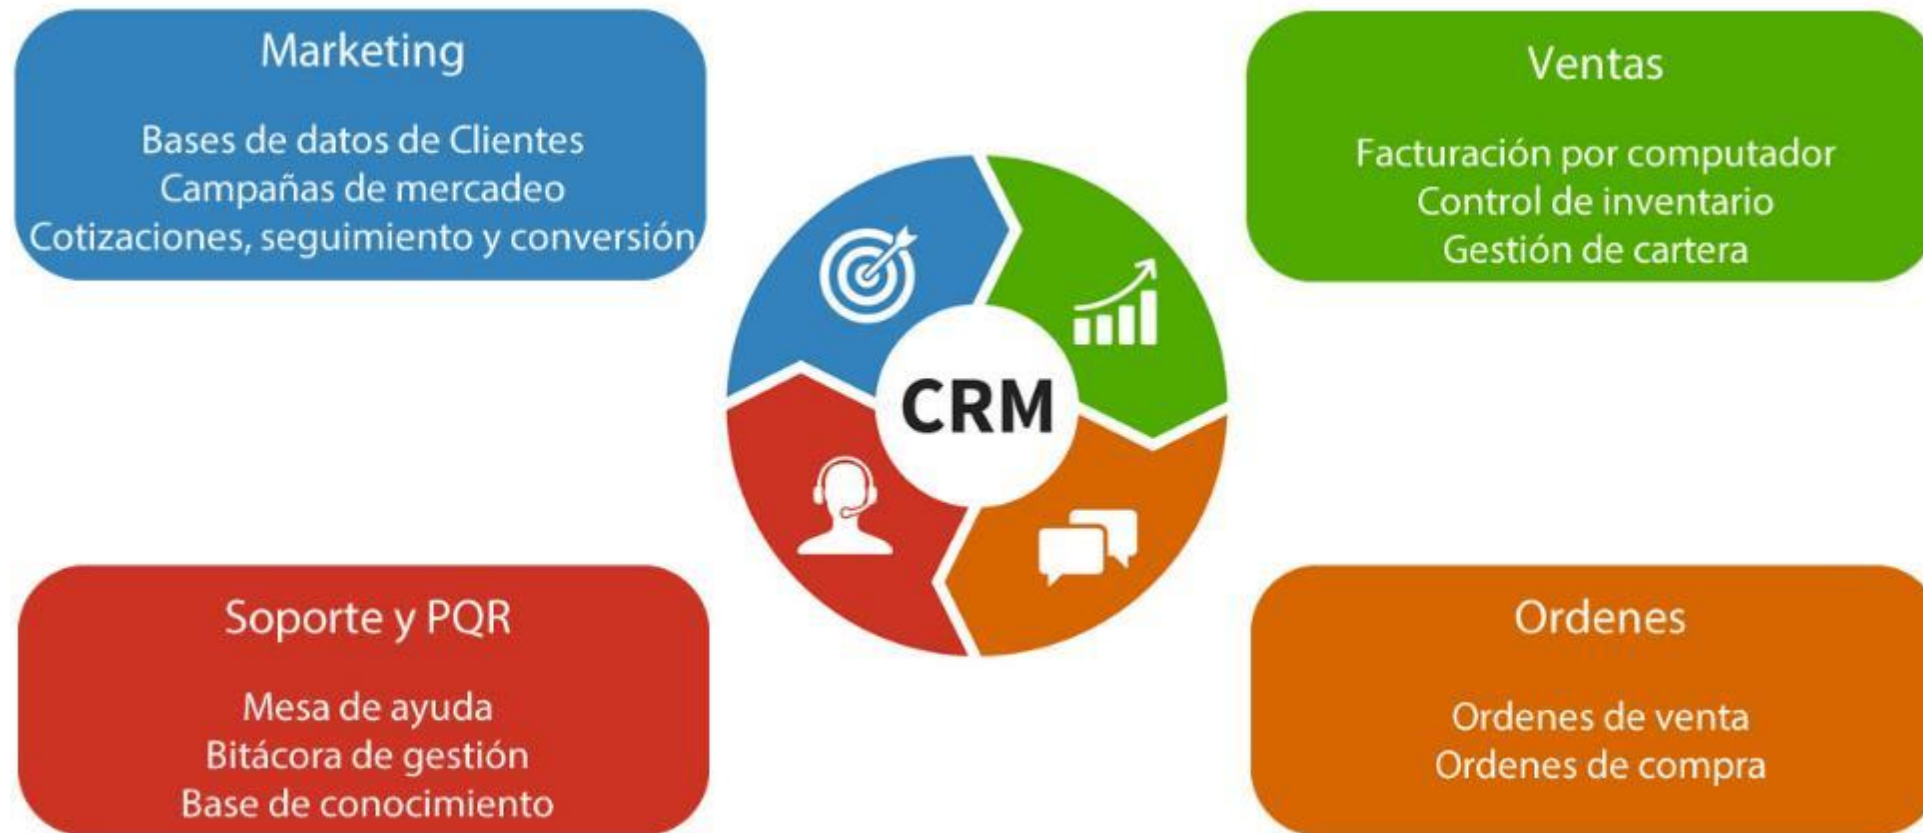 Marketing
Bases de datos de Clientes
Campañas de mercadeo
Cotizaciones, seguimiento y conversión
Ventas
Facturación por computador
Control de inventario
Gestión de cartera
CRM
Soporte y PQR
Mesa de ayuda
Bitácora de gestión
Base de conocimiento
Ordenes
Ordenes de venta
Ordenes de compra